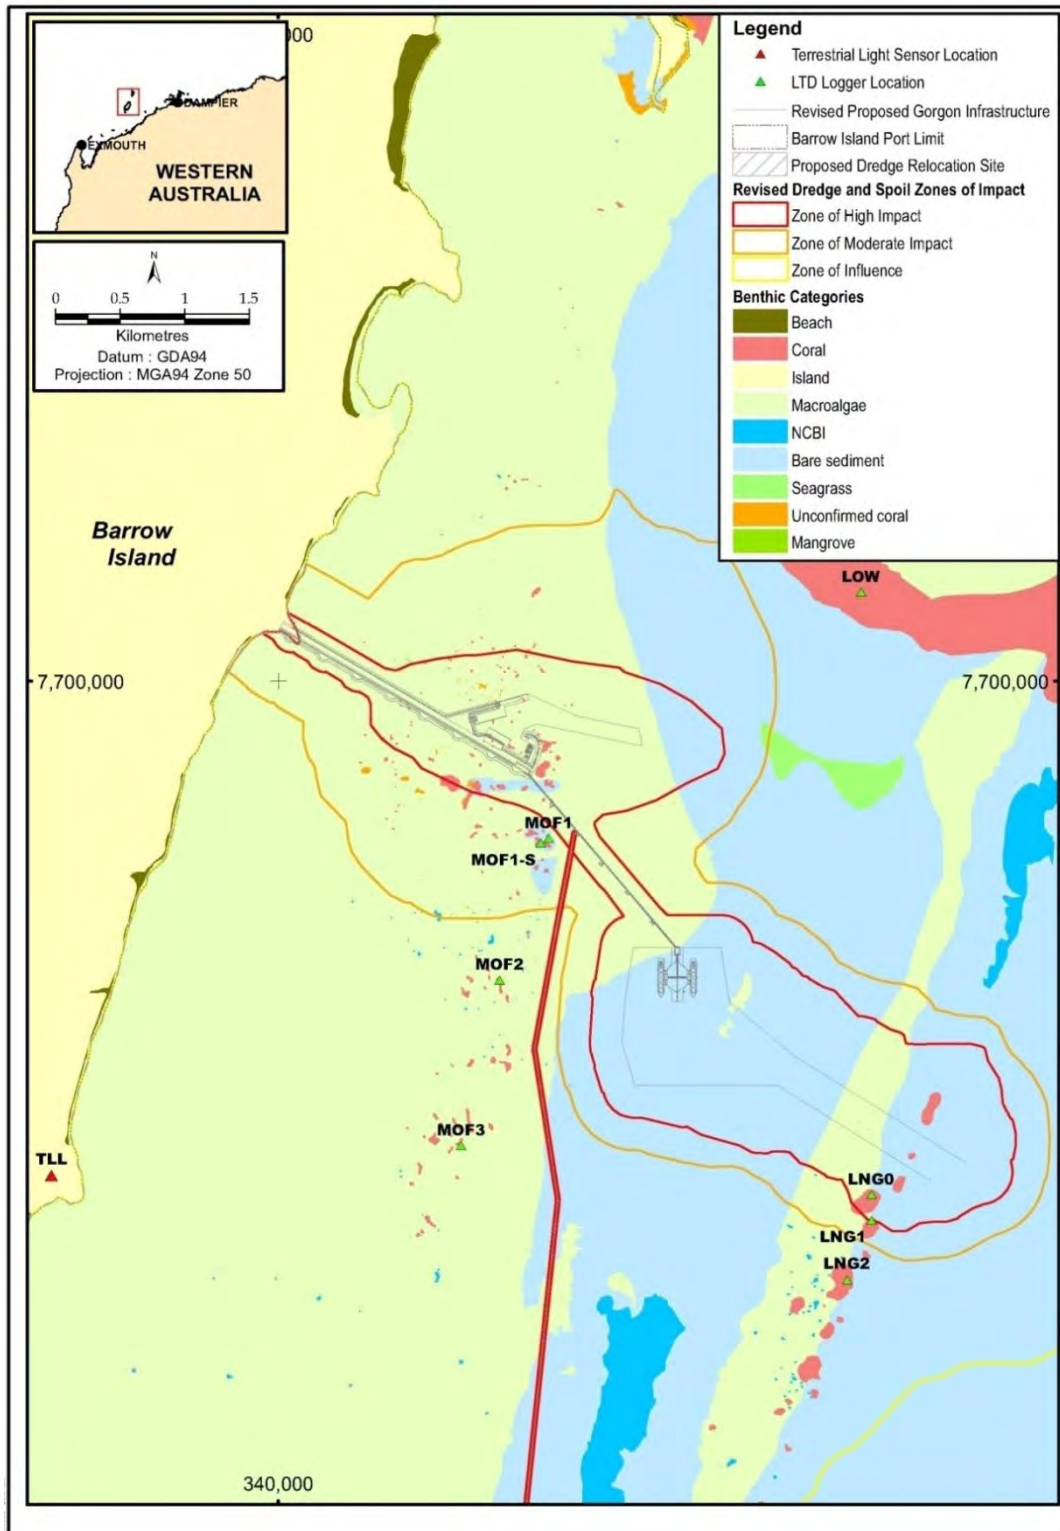 000
DAMPIER
EXMOUTH
WESTERN
AUSTRALIA
N
0 0.5 1 1.5
Kilometres
Datum : GDA94
Projection : MGA94 Zone 50
Legend
Terrestrial Light Sensor Location
LTD Logger Location
Revised Proposed Gorgon Infrastructure
Barrow Island Port Limit
Proposed Dredge Relocation Site
Revised Dredge and Spoil Zones of Impact
Zone of High Impact
Zone of Moderate Impact
Zone of Influence
Benthic Categories
Beach
Coral
Island
Macroalgae
NCBI
Bare sediment
Seagrass
Unconfirmed coral
Mangrove
Barrow
Island
LOW
7,700,000 7,700,000
MOF1
MOF1-S
MOF2
MOF3
TLL
LNG0
LNG1
LNG2
340,000